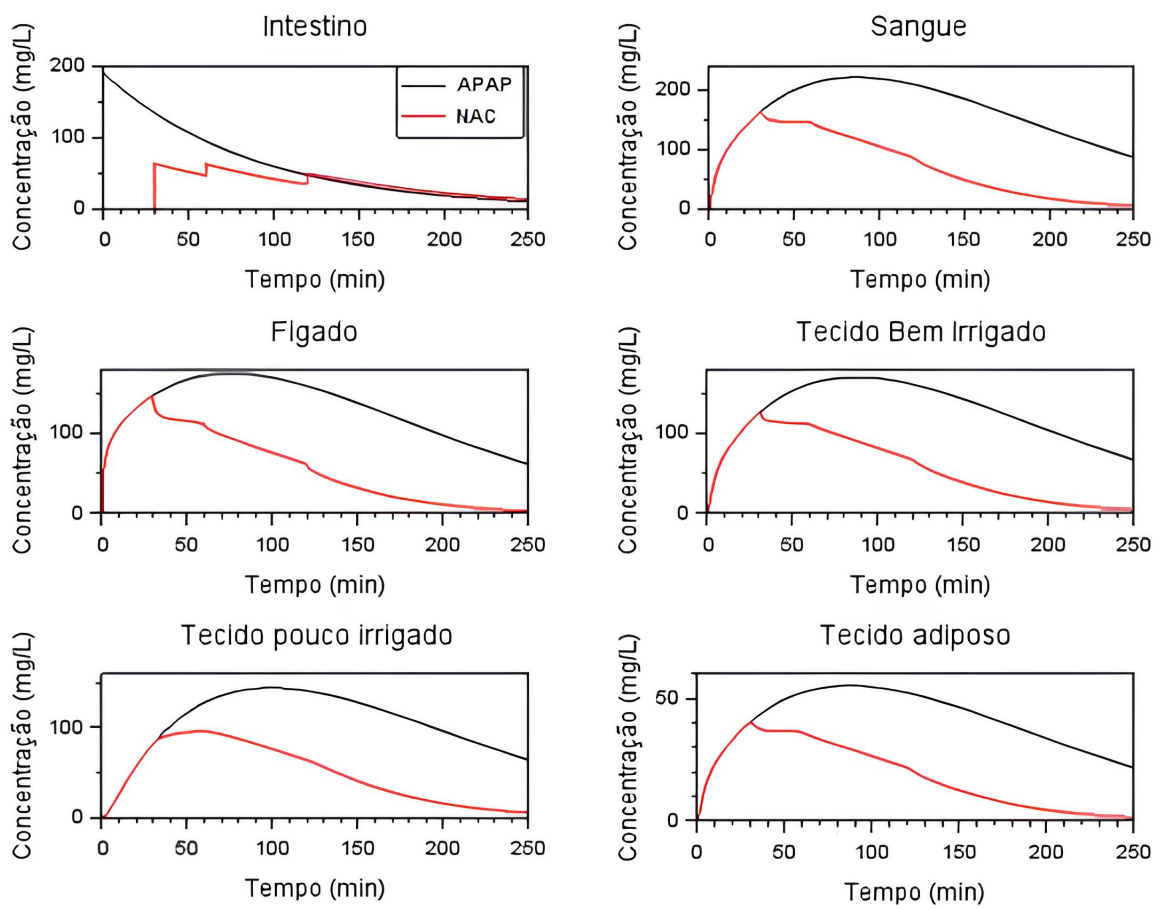 Intestino
Concentração (mg/L)
200
100
0
APAP
NAC
0 50 100 150 200 250
Tempo (min)
Sangue
Concentração (mg/L)
200
100
0
0 50 100 150 200 250
Tempo (min)
Fígado
Concentração (mg/L)
100
0
0 50 100 150 200 250
Tempo (min)
Tecido Bem Irrigado
Concentração (mg/L)
100
0
0 50 100 150 200 250
Tempo (min)
Tecido pouco irrigado
Concentração (mg/L)
100
0
0 50 100 150 200 250
Tempo (min)
Tecido adiposo
Concentração (mg/L)
50
0
0 50 100 150 200 250
Tempo (min)